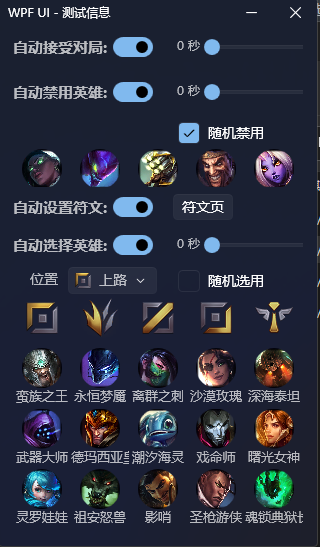 WPF UI - 测试信息
自动接受对局: 0 秒
自动禁用英雄: 0 秒
随机禁用
自动设置符文: 符文页
自动选择英雄: 0 秒
位置 上路 随机选用
蛮族之王 永恒梦魇 离群之刺 沙漠玫瑰 深海泰坦
武器大师 德玛西亚皇 潮汐海灵 戏命师 曙光女神
灵罗娃娃 祖安怒兽 影哨 圣枪游侠 魂锁典狱长